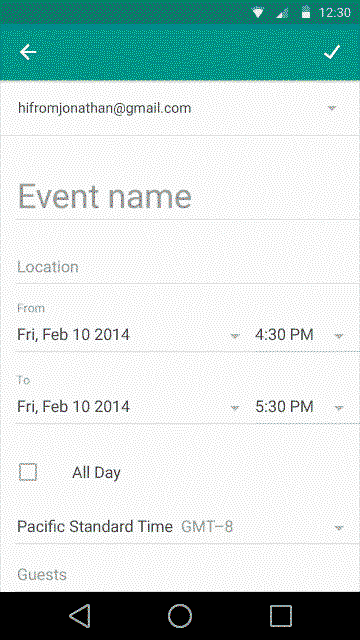 12:30
hifromjonathan@gmail.com
Event name
Location
From
Fri, Feb 10 2014 4:30 PM
To
Fri, Feb 10 2014 5:30 PM
All Day
Pacific Standard Time GMT–8
Guests